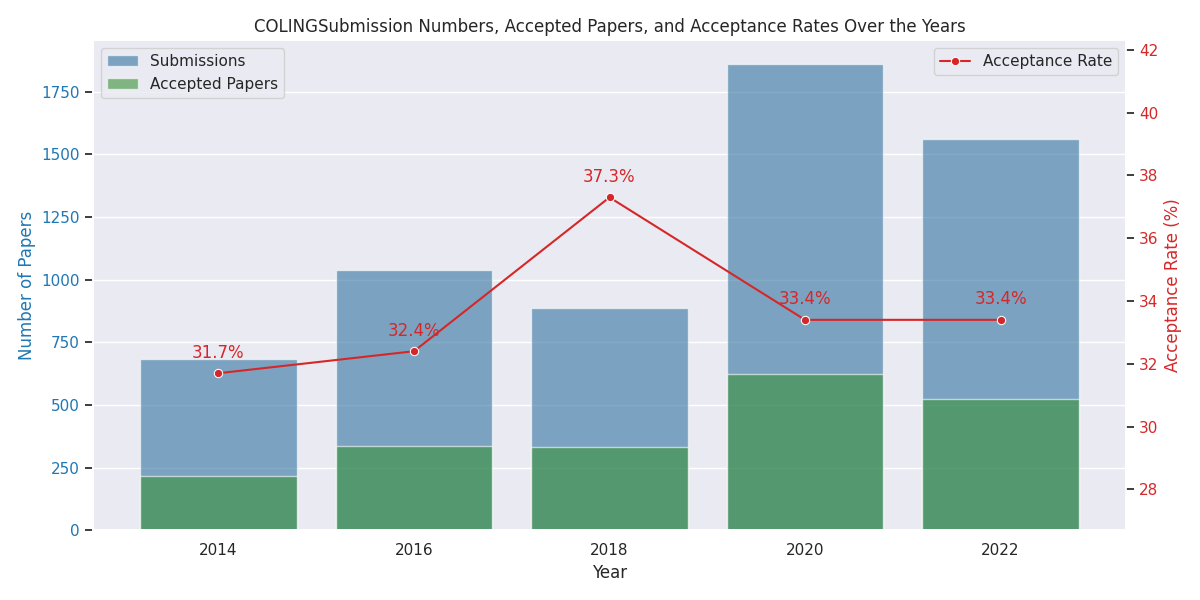 COLINGSubmission Numbers, Accepted Papers, and Acceptance Rates Over the Years
Submissions
Accepted Papers
Acceptance Rate
Number of Papers
1750
1500
1250
1000
750
500
250
0
31.7%
32.4%
37.3%
33.4%
33.4%
42
40
38
36
34
32
30
28
Acceptance Rate (%)
2014 2016 2018 2020 2022
Year